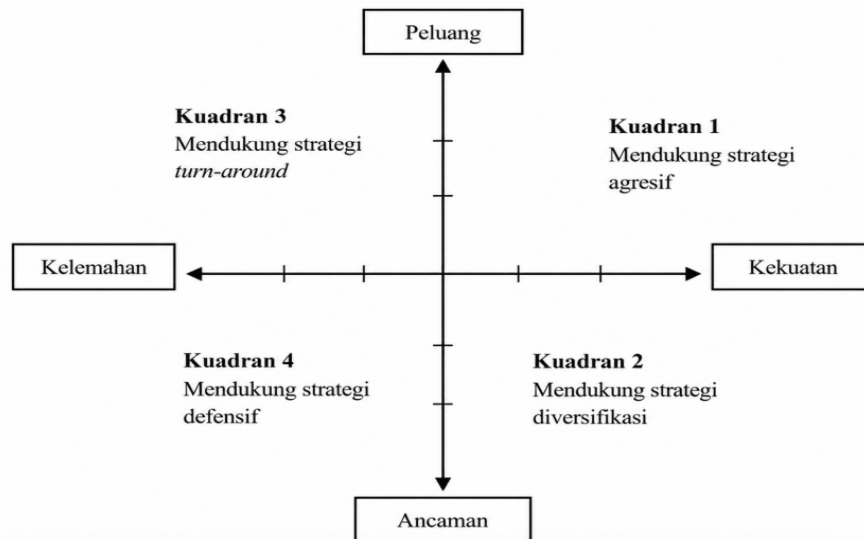 Peluang
Kuadran 3
Mendukung strategi
turn-around
Kuadran 1
Mendukung strategi
agresif
Kelemahan
Kekuatan
Kuadran 4
Mendukung strategi
defensif
Kuadran 2
Mendukung strategi
diversifikasi
Ancaman